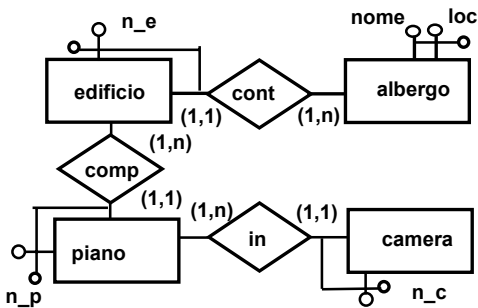 n_e
nome
loc
edificio
cont
albergo
(1,1)
(1,n)
(1,n)
comp
(1,1)
(1,n)
(1,1)
piano
in
camera
n_p
n_c